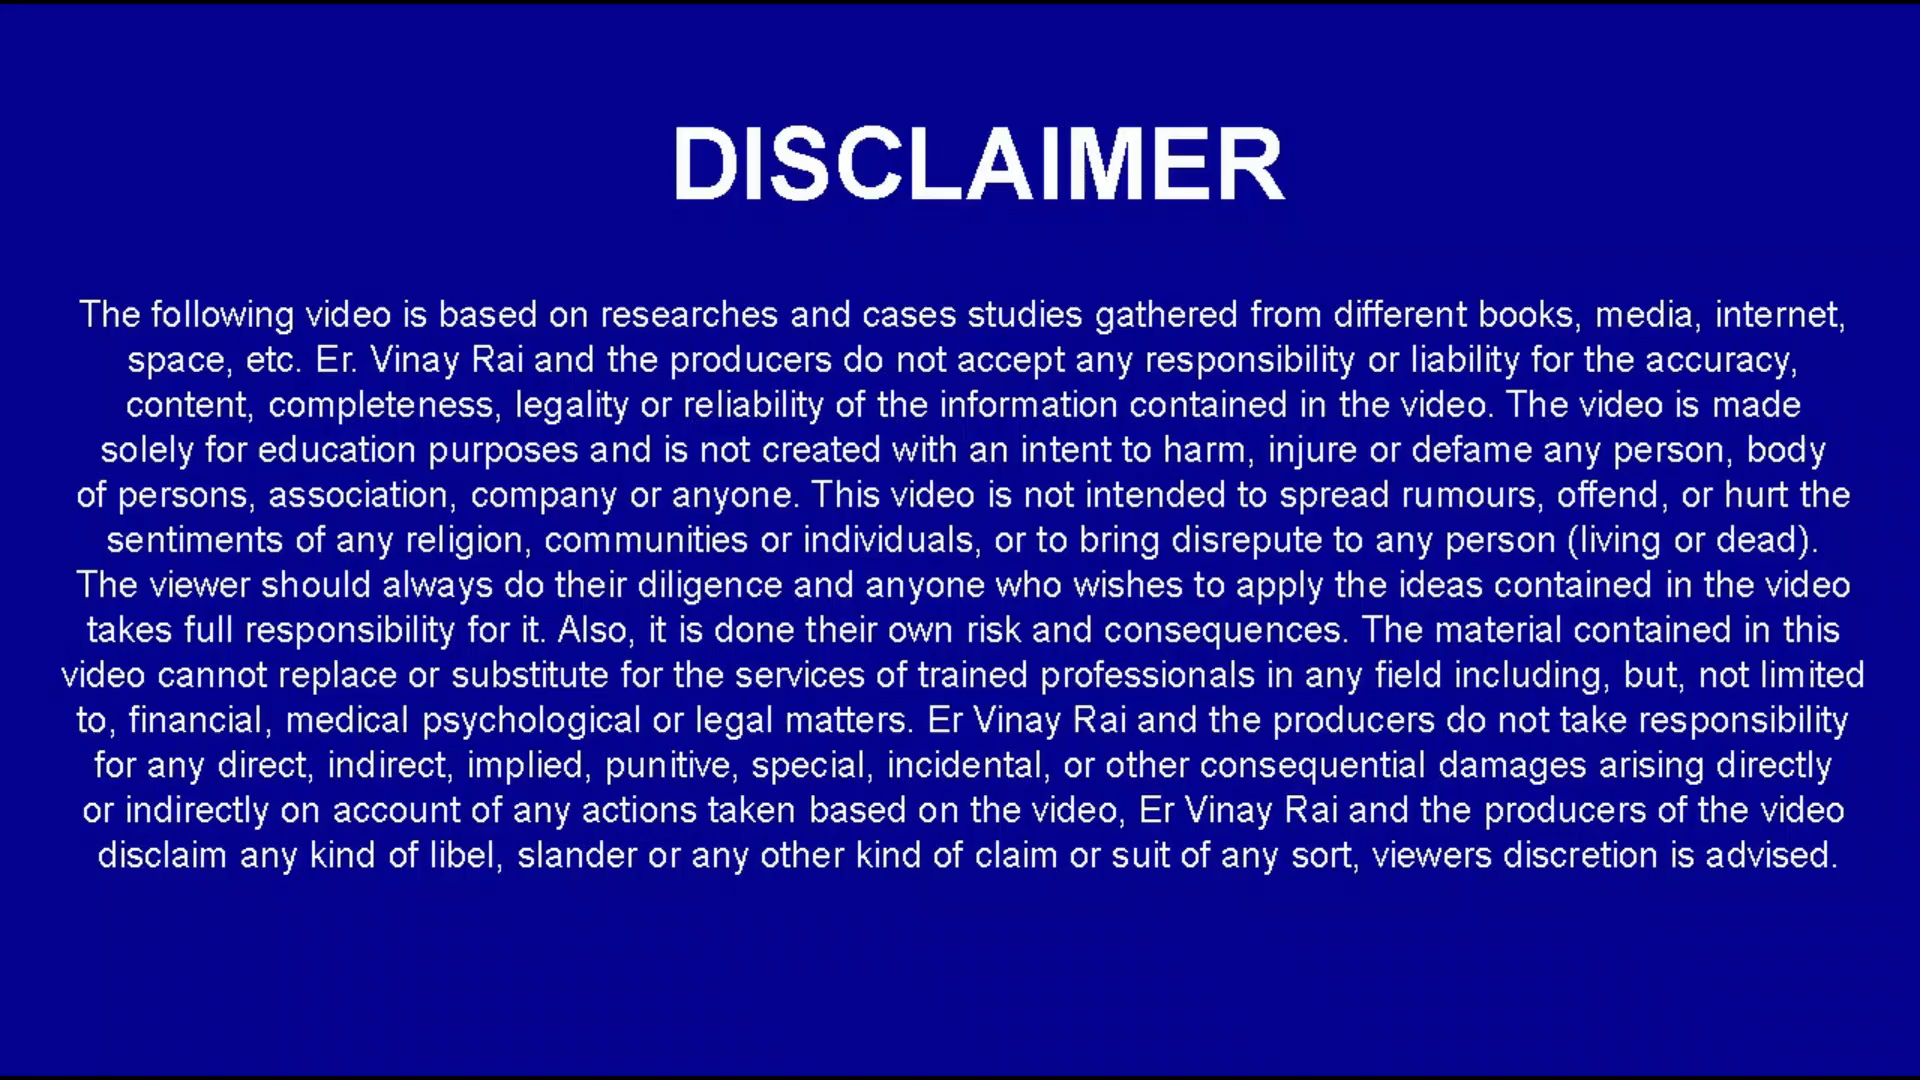 DISCLAIMER
The following video is based on researches and cases studies gathered from different books, media, internet,
space, etc. Er. Vinay Rai and the producers do not accept any responsibility or liability for the accuracy,
content, completeness, legality or reliability of the information contained in the video. The video is made
solely for education purposes and is not created with an intent to harm, injure or defame any person, body
of persons, association, company or anyone. This video is not intended to spread rumours, offend, or hurt the
sentiments of any religion, communities or individuals, or to bring disrepute to any person (living or dead).
The viewer should always do their diligence and anyone who wishes to apply the ideas contained in the video
takes full responsibility for it. Also, it is done their own risk and consequences. The material contained in this
video cannot replace or substitute for the services of trained professionals in any field including, but, not limited
to, financial, medical psychological or legal matters. Er Vinay Rai and the producers do not take responsibility
for any direct, indirect, implied, punitive, special, incidental, or other consequential damages arising directly
or indirectly on account of any actions taken based on the video, Er Vinay Rai and the producers of the video
disclaim any kind of libel, slander or any other kind of claim or suit of any sort, viewers discretion is advised.